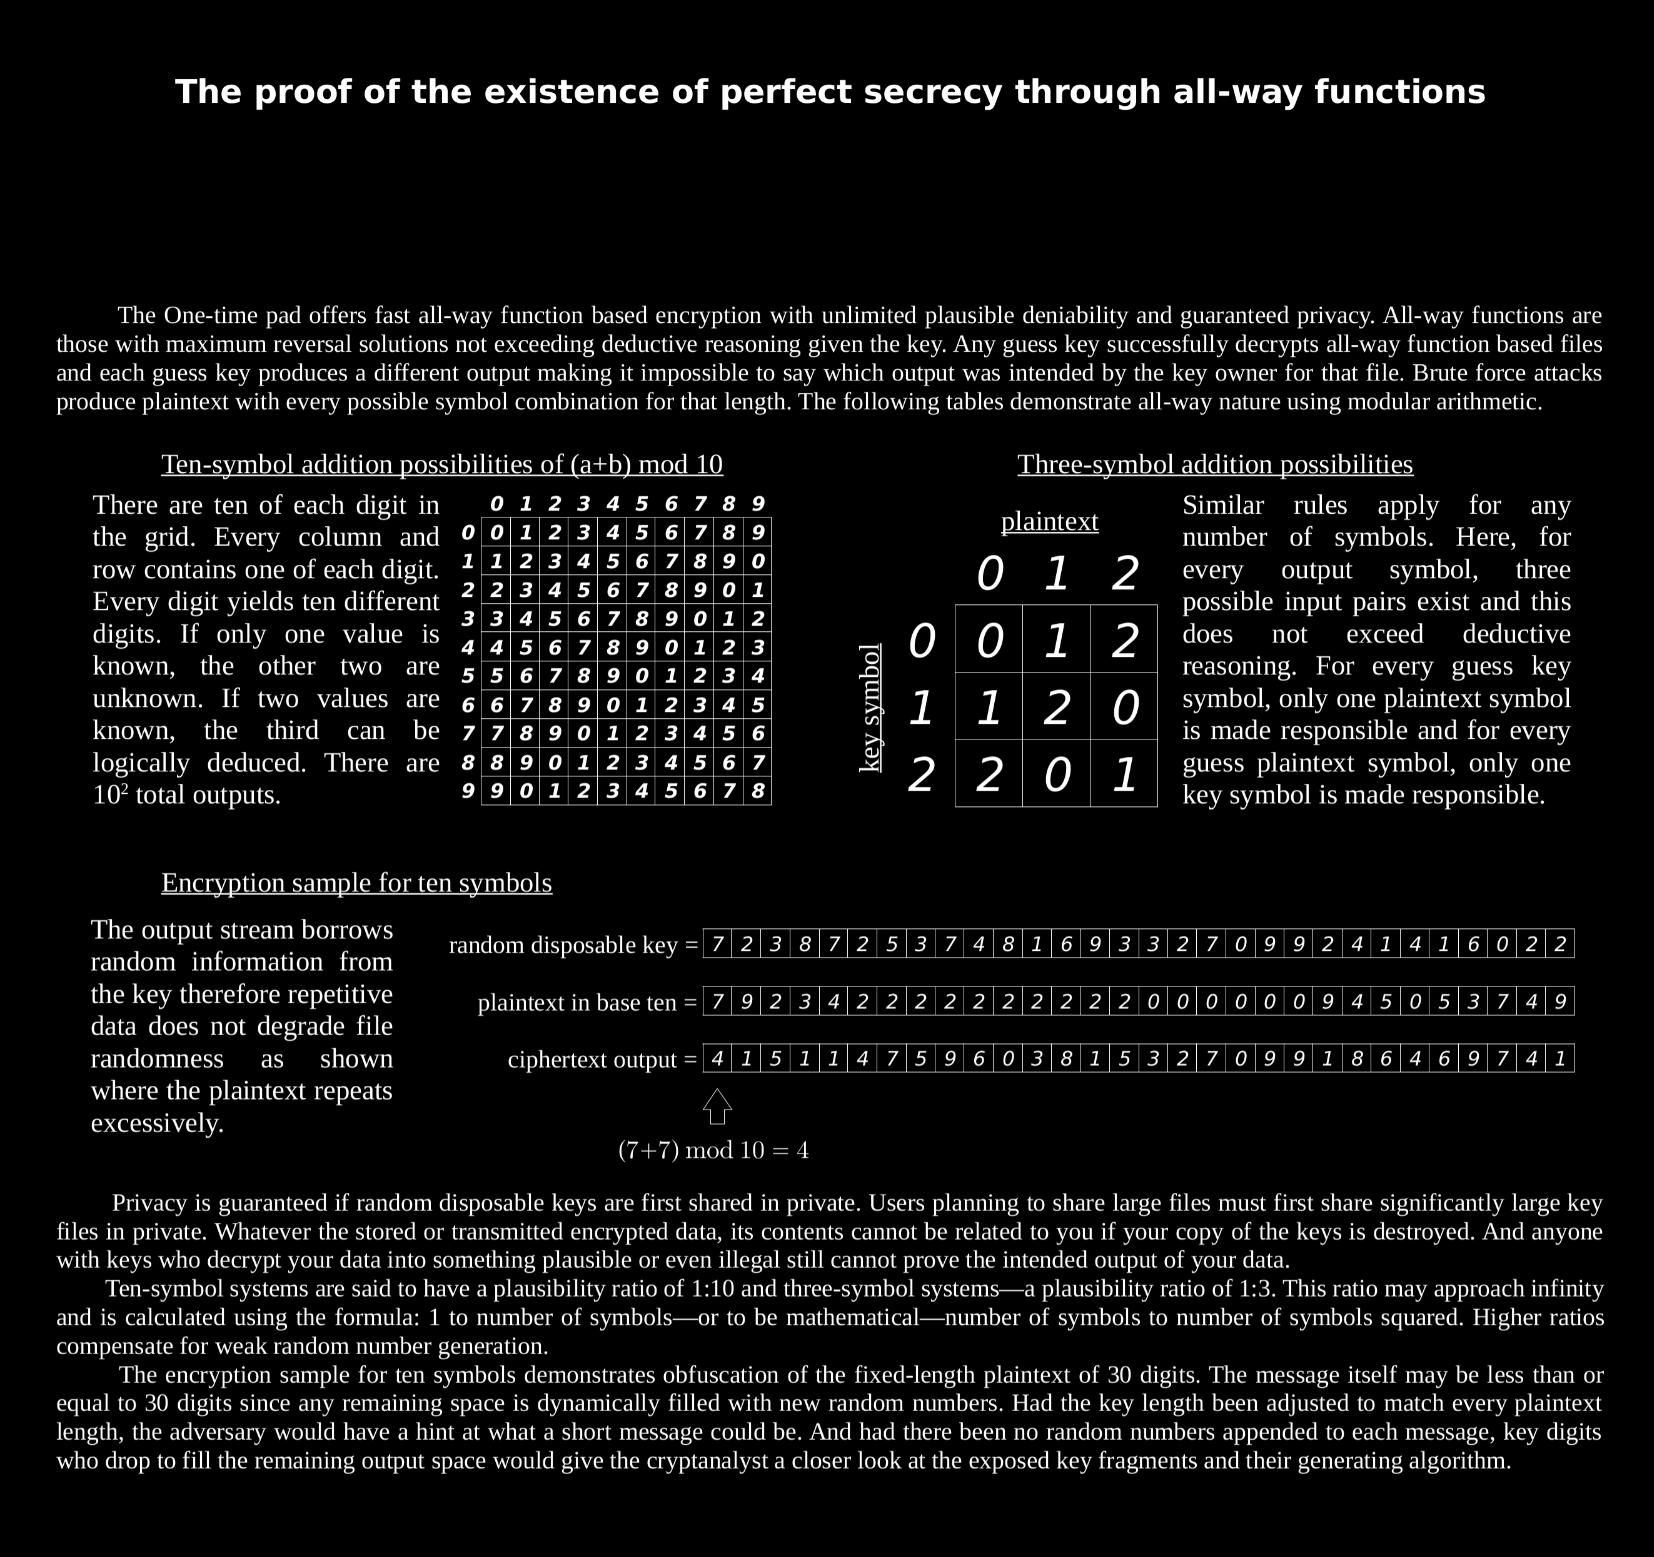 The proof of the existence of perfect secrecy through all-way functions
The One-time pad offers fast all-way function based encryption with unlimited plausible deniability and guaranteed privacy. All-way functions are
those with maximum reversal solutions not exceeding deductive reasoning given the key. Any guess key successfully decrypts all-way function based files
and each guess key produces a different output making it impossible to say which output was intended by the key owner for that file. Brute force attacks
produce plaintext with every possible symbol combination for that length. The following tables demonstrate all-way nature using modular arithmetic.
Ten-symbol addition possibilities of (a+b) mod 10
There are ten of each digit in
the grid. Every column and
row contains one of each digit.
Every digit yields ten different
digits. If only one value is
known, the other two are
unknown. If two values are
known, the third can be
logically deduced. There are
10² total outputs.
0 1 2 3 4 5 6 7 8 9
0 0 1 2 3 4 5 6 7 8 9
1 1 2 3 4 5 6 7 8 9 0
2 2 3 4 5 6 7 8 9 0 1
3 3 4 5 6 7 8 9 0 1 2
4 4 5 6 7 8 9 0 1 2 3
5 5 6 7 8 9 0 1 2 3 4
6 6 7 8 9 0 1 2 3 4 5
7 7 8 9 0 1 2 3 4 5 6
8 8 9 0 1 2 3 4 5 6 7
9 9 0 1 2 3 4 5 6 7 8
Three-symbol addition possibilities
plaintext
key symbol
0 1 2
0 0 1 2
1 1 2 0
2 2 0 1
Similar rules apply for any
number of symbols. Here, for
every output symbol, three
possible input pairs exist and this
does not exceed deductive
reasoning. For every guess key
symbol, only one plaintext symbol
is made responsible and for every
guess plaintext symbol, only one
key symbol is made responsible.
Encryption sample for ten symbols
The output stream borrows
random information from
the key therefore repetitive
data does not degrade file
randomness as shown
where the plaintext repeats
excessively.
random disposable key = 7 2 3 8 7 2 5 3 7 4 8 1 6 9 3 3 2 7 0 9 9 2 4 1 4 1 6 0 2 2
plaintext in base ten = 7 9 2 3 4 2 2 2 2 2 2 2 2 2 2 0 0 0 0 0 0 9 4 5 0 5 3 7 4 9
ciphertext output = 4 1 5 1 1 4 7 5 9 6 0 3 8 1 5 3 2 7 0 9 9 1 8 6 4 6 9 7 4 1
(7+7) mod 10 = 4
Privacy is guaranteed if random disposable keys are first shared in private. Users planning to share large files must first share significantly large key
files in private. Whatever the stored or transmitted encrypted data, its contents cannot be related to you if your copy of the keys is destroyed. And anyone
with keys who decrypt your data into something plausible or even illegal still cannot prove the intended output of your data.
Ten-symbol systems are said to have a plausibility ratio of 1:10 and three-symbol systems—a plausibility ratio of 1:3. This ratio may approach infinity
and is calculated using the formula: 1 to number of symbols—or to be mathematical—number of symbols to number of symbols squared. Higher ratios
compensate for weak random number generation.
The encryption sample for ten symbols demonstrates obfuscation of the fixed-length plaintext of 30 digits. The message itself may be less than or
equal to 30 digits since any remaining space is dynamically filled with new random numbers. Had the key length been adjusted to match every plaintext
length, the adversary would have a hint at what a short message could be. And had there been no random numbers appended to each message, key digits
who drop to fill the remaining output space would give the cryptanalyst a closer look at the exposed key fragments and their generating algorithm.